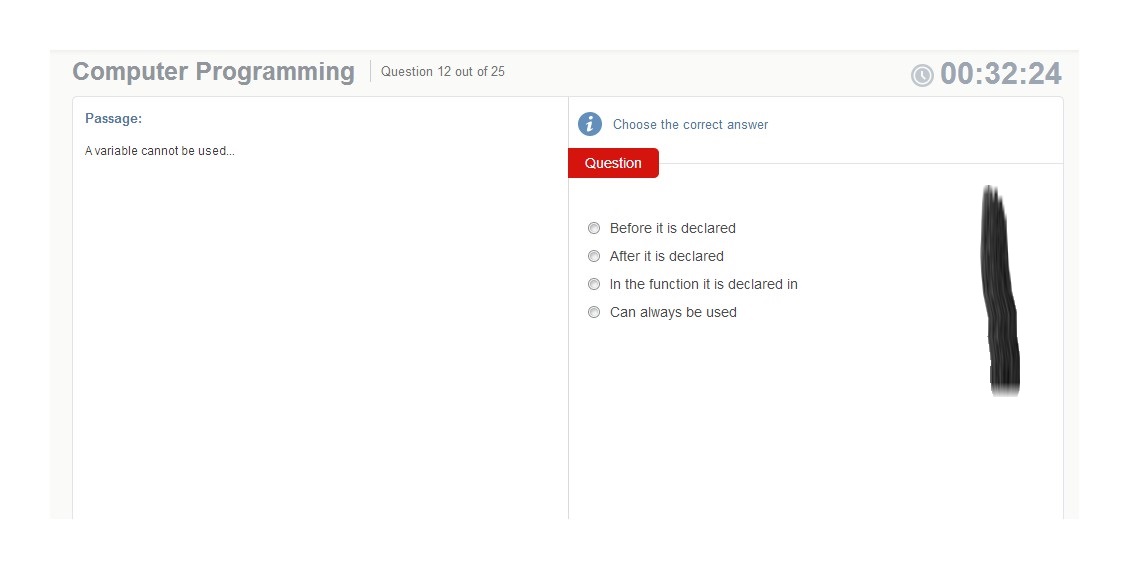 Computer Programming
Question 12 out of 25
00:32:24
Passage:
A variable cannot be used...
Choose the correct answer
Question
Before it is declared
After it is declared
In the function it is declared in
Can always be used